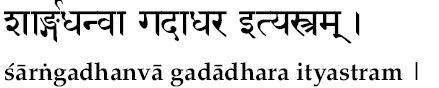 शार्ङ्गधन्वा गदाधर इत्यस्त्रम् ।
śārṅgadhanvā gadādhara ityastram |